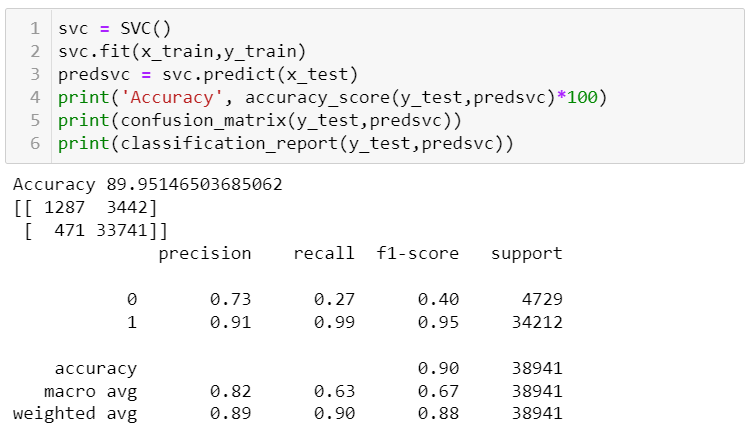 1 svc = SVC()
2 svc.fit(x_train,y_train)
3 predsvc = svc.predict(x_test)
4 print('Accuracy', accuracy_score(y_test,predsvc)*100)
5 print(confusion_matrix(y_test,predsvc))
6 print(classification_report(y_test,predsvc))
Accuracy 89.95146503685062
[[ 1287  3442]
 [  471 33741]]
              precision    recall  f1-score   support
           0       0.73      0.27      0.40      4729
           1       0.91      0.99      0.95     34212
    accuracy                           0.90     38941
   macro avg       0.82      0.63      0.67     38941
weighted avg       0.89      0.90      0.88     38941